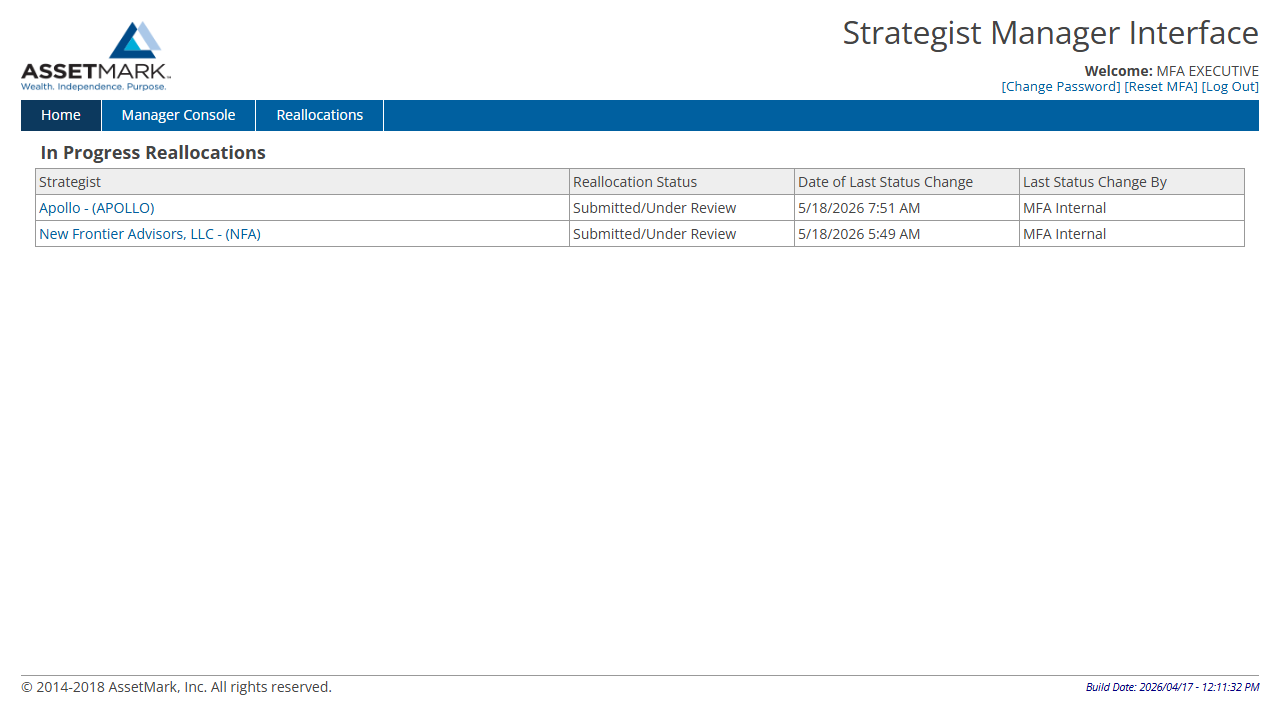 ASSETMARK™
Wealth. Independence. Purpose.
Strategist Manager Interface
Welcome: MFA EXECUTIVE
[Change Password] [Reset MFA] [Log Out]
Home Manager Console Reallocations
In Progress Reallocations
Strategist Reallocation Status Date of Last Status Change Last Status Change By
Apollo - (APOLLO) Submitted/Under Review 5/18/2026 7:51 AM MFA Internal
New Frontier Advisors, LLC - (NFA) Submitted/Under Review 5/18/2026 5:49 AM MFA Internal
© 2014-2018 AssetMark, Inc. All rights reserved.
Build Date: 2026/04/17 - 12:11:32 PM